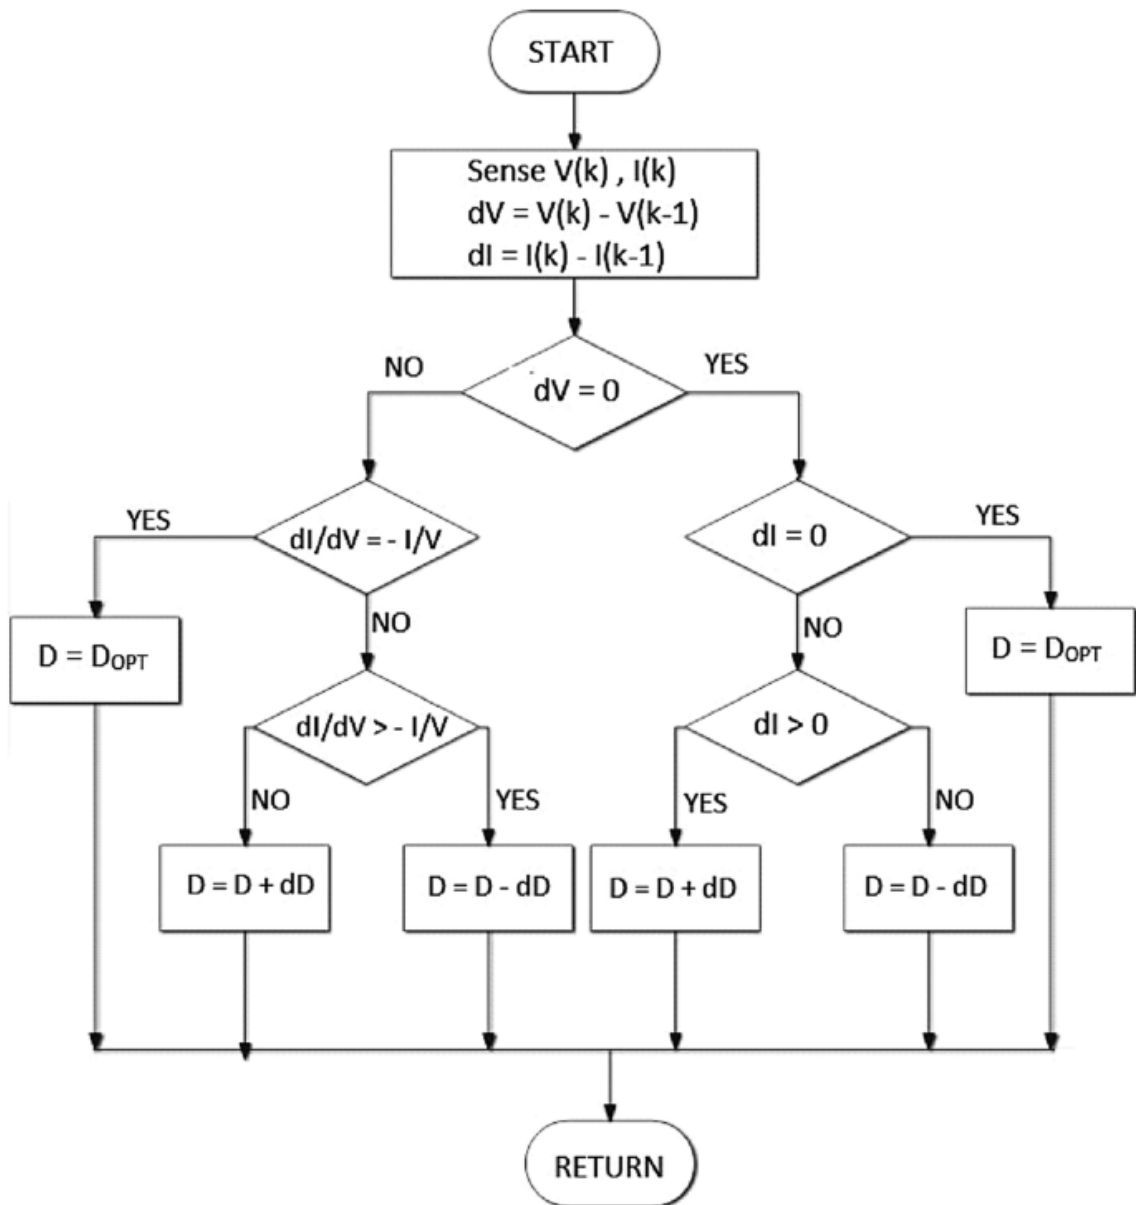 START
Sense V(k) , I(k)
dV = V(k) - V(k-1)
dI = I(k) - I(k-1)
NO
YES
dV = 0
YES
dI/dV = - I/V
dI = 0
YES
NO
NO
D = DOPT
D = DOPT
dI/dV > - I/V
dI > 0
NO
YES
YES
NO
D = D + dD
D = D - dD
D = D + dD
D = D - dD
RETURN